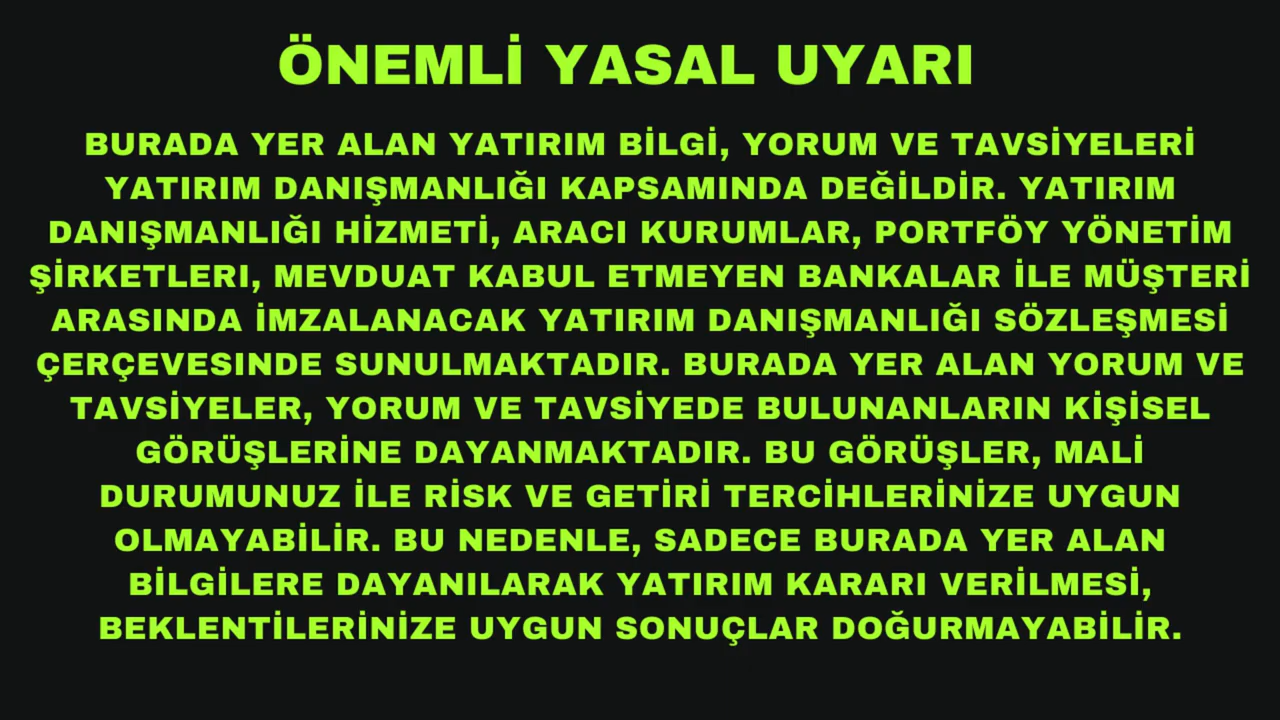 ÖNEMLİ YASAL UYARI
BURADA YER ALAN YATIRIM BİLGİ, YORUM VE TAVSİYELERİ
YATIRIM DANIŞMANLIĞI KAPSAMINDA DEĞİLDİR. YATIRIM
DANIŞMANLIĞI HİZMETİ, ARACI KURUMLAR, PORTFÖY YÖNETİM
ŞİRKETLERI, MEVDUAT KABUL ETMEYEN BANKALAR İLE MÜŞTERİ
ARASINDA İMZALANACAK YATIRIM DANIŞMANLIĞI SÖZLEŞMESİ
ÇERÇEVESINDE SUNULMAKTADIR. BURADA YER ALAN YORUM VE
TAVSİYELER, YORUM VE TAVSİYEDE BULUNANLARIN KİŞİSEL
GÖRÜŞLERİNE DAYANMAKTADIR. BU GÖRÜŞLER, MALİ
DURUMUNUZ İLE RİSK VE GETİRİ TERCİHLERİNİZE UYGUN
OLMAYABİLİR. BU NEDENLE, SADECE BURADA YER ALAN
BİLGİLERE DAYANILARAK YATIRIM KARARI VERİLMESİ,
BEKLENTİLERİNİZE UYGUN SONUÇLAR DOĞURMAYABİLİR.